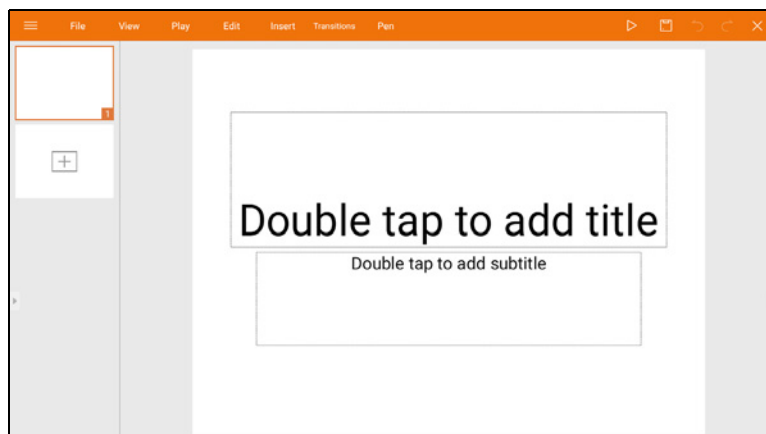 File View Play Edit Insert Transitions Pen
1
Double tap to add title
Double tap to add subtitle